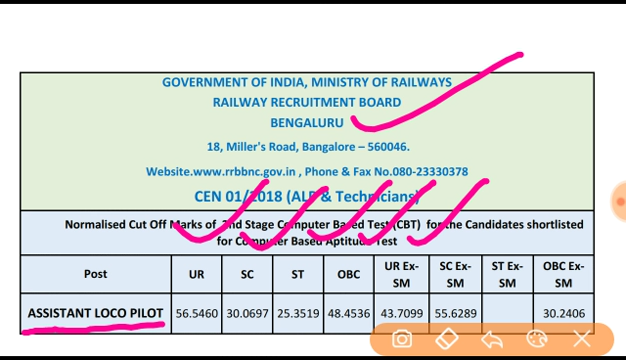 GOVERNMENT OF INDIA, MINISTRY OF RAILWAYS
RAILWAY RECRUITMENT BOARD
BENGALURU
18, Miller's Road, Bangalore – 560046.
Website.www.rrbbnc.gov.in , Phone & Fax No.080-23330378
CEN 01/2018 (ALP & Technicians)
Normalised Cut Off Marks of 2nd Stage Computer Based Test (CBT) for the Candidates shortlisted
for Computer Based Aptitude Test
Post UR SC ST OBC UR Ex-SM SC Ex-SM ST Ex-SM OBC Ex-SM
ASSISTANT LOCO PILOT 56.5460 30.0697 25.3519 48.4536 43.7099 55.6289 30.2406